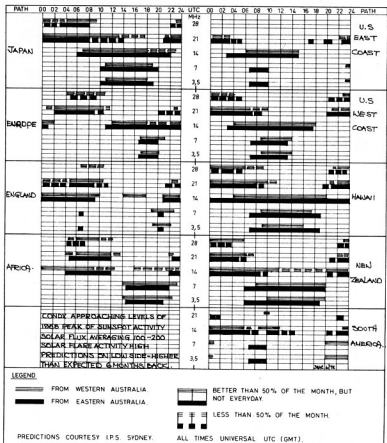 PATH 00 02 04 06 08 10 12 14 16 18 20 22 24 UTC 00 02 04 06 08 10 12 14 16 18 20 22 24 PATH
MHz
28
U.S
21
EAST
JAPAN
14
COAST
7
3,5
28
U.S
21
WEST
EUROPE
14
COAST
7
3,5
28
21
ENGLAND
14
HAWAII
7
3,5
28
21
NEW
AFRICA.
14
7
ZEALAND
3,5
CONDX APPROACHING LEVELS OF
28
1988 PEAK OF SUNSPOT ACTIVITY
21
SOLAR FLUX AVERAGING 100-200
14
SOUTH
SOLAR FLARE ACTIVITY HIGH
7
AMERICA.
PREDICTIONS ON LOW SIDE-HIGHER
3,5
THAN EXPECTED 6 MONTHS BACK.
LEGEND
FROM WESTERN AUSTRALIA.
BETTER THAN 50% OF THE MONTH, BUT
NOT EVERYDAY.
FROM EASTERN AUSTRALIA.
LESS THAN 50% OF THE MONTH.
PREDICTIONS COURTESY I.P.S. SYDNEY.
ALL TIMES UNIVERSAL UTC (GMT).